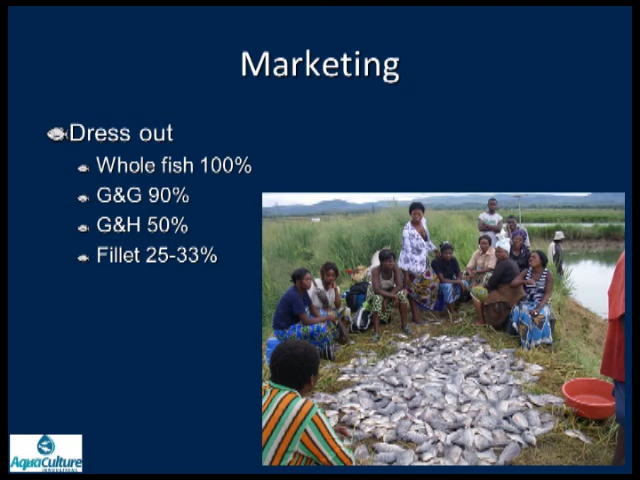 Marketing
Dress out
Whole fish 100%
G&G 90%
G&H 50%
Fillet 25-33%
AquaCulture